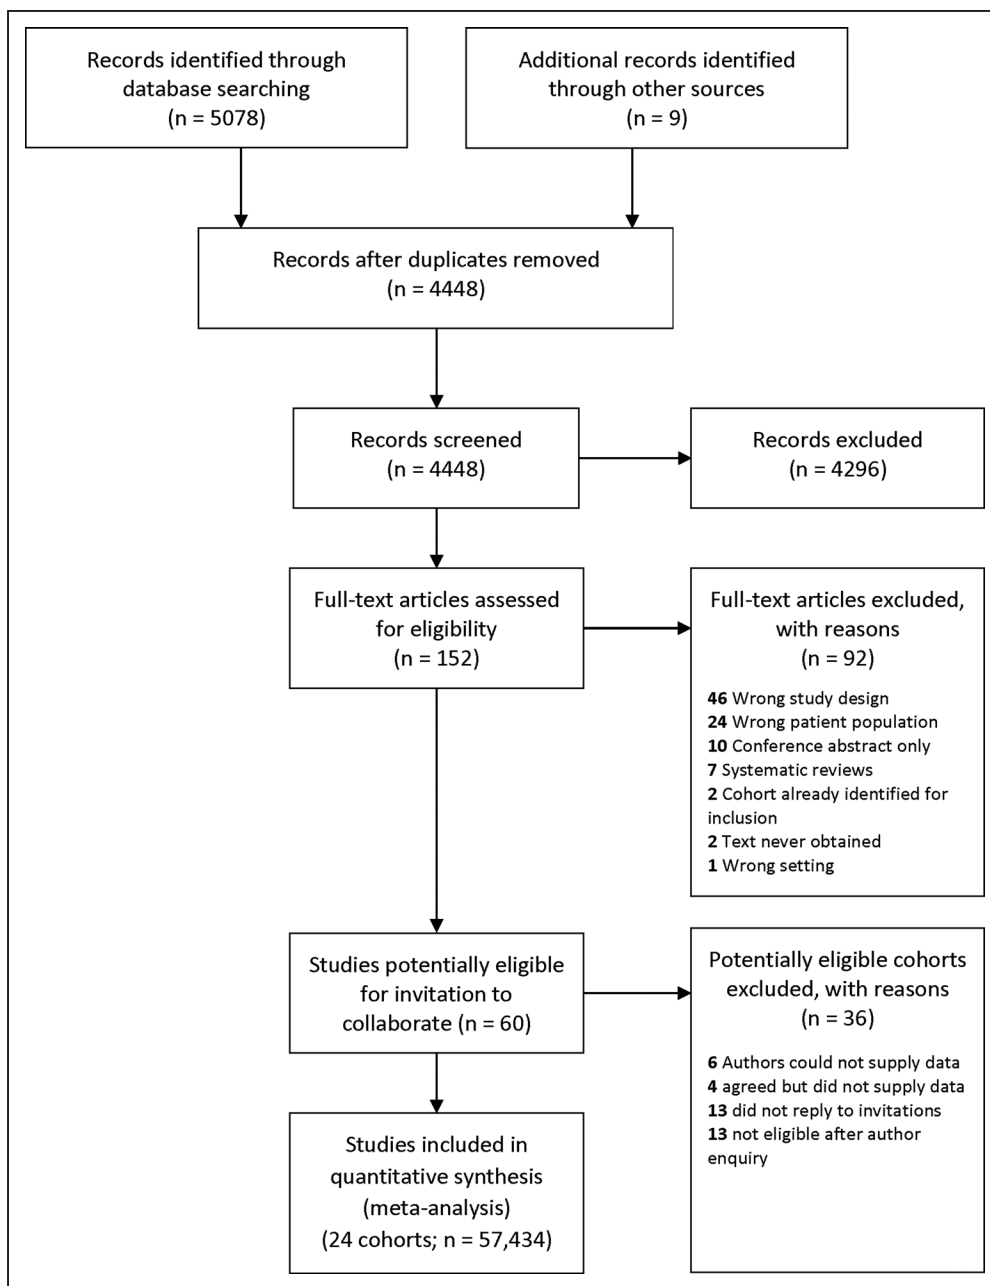 Records identified through
database searching
(n = 5078)
Additional records identified
through other sources
(n = 9)
Records after duplicates removed
(n = 4448)
Records screened
(n = 4448)
Records excluded
(n = 4296)
Full-text articles assessed
for eligibility
(n = 152)
Full-text articles excluded,
with reasons
(n = 92)
46 Wrong study design
24 Wrong patient population
10 Conference abstract only
7 Systematic reviews
2 Cohort already identified for
inclusion
2 Text never obtained
1 Wrong setting
Studies potentially eligible
for invitation to
collaborate (n = 60)
Potentially eligible cohorts
excluded, with reasons
(n = 36)
6 Authors could not supply data
4 agreed but did not supply data
13 did not reply to invitations
13 not eligible after author
enquiry
Studies included in
quantitative synthesis
(meta-analysis)
(24 cohorts; n = 57,434)